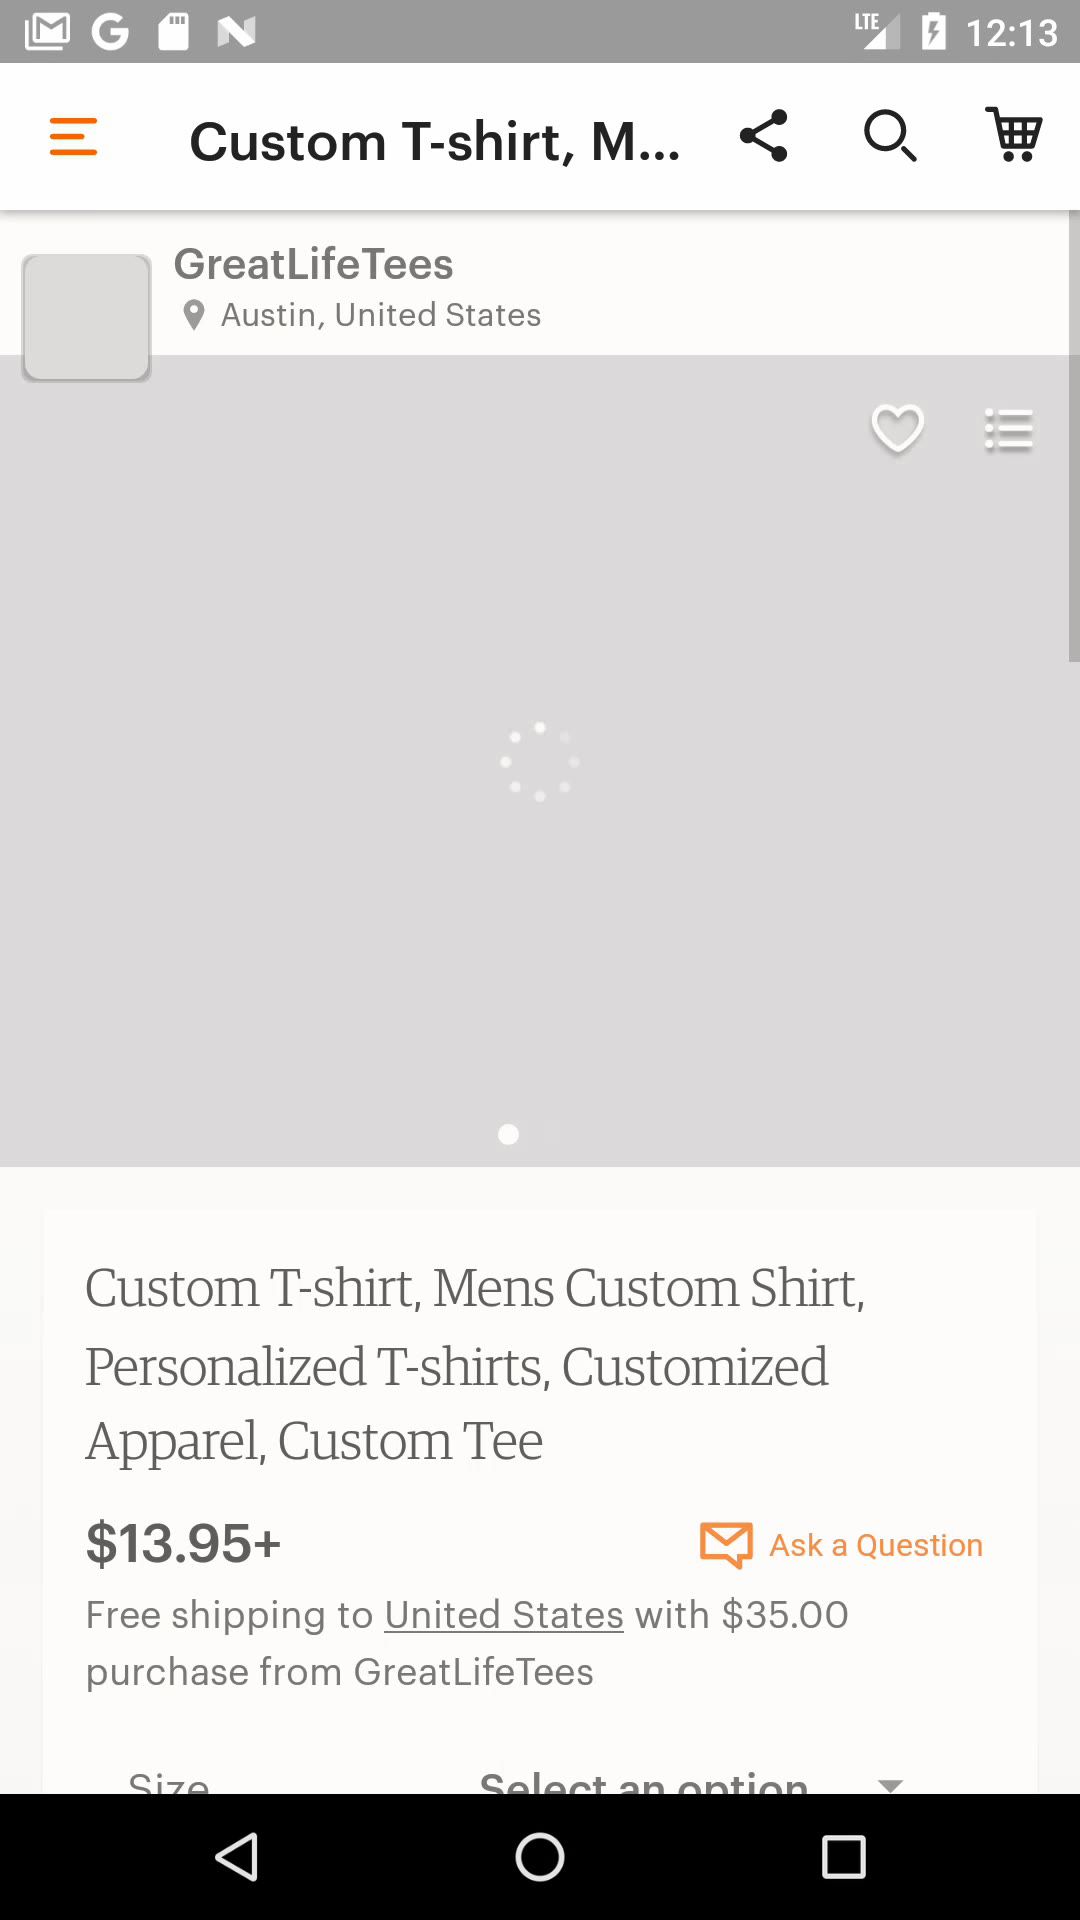 LTE 12:13
Custom T-shirt, M...
GreatLifeTees
Austin, United States
Custom T-shirt, Mens Custom Shirt,
Personalized T-shirts, Customized
Apparel, Custom Tee
$13.95+
Ask a Question
Free shipping to United States with $35.00
purchase from GreatLifeTees
Size Select an option